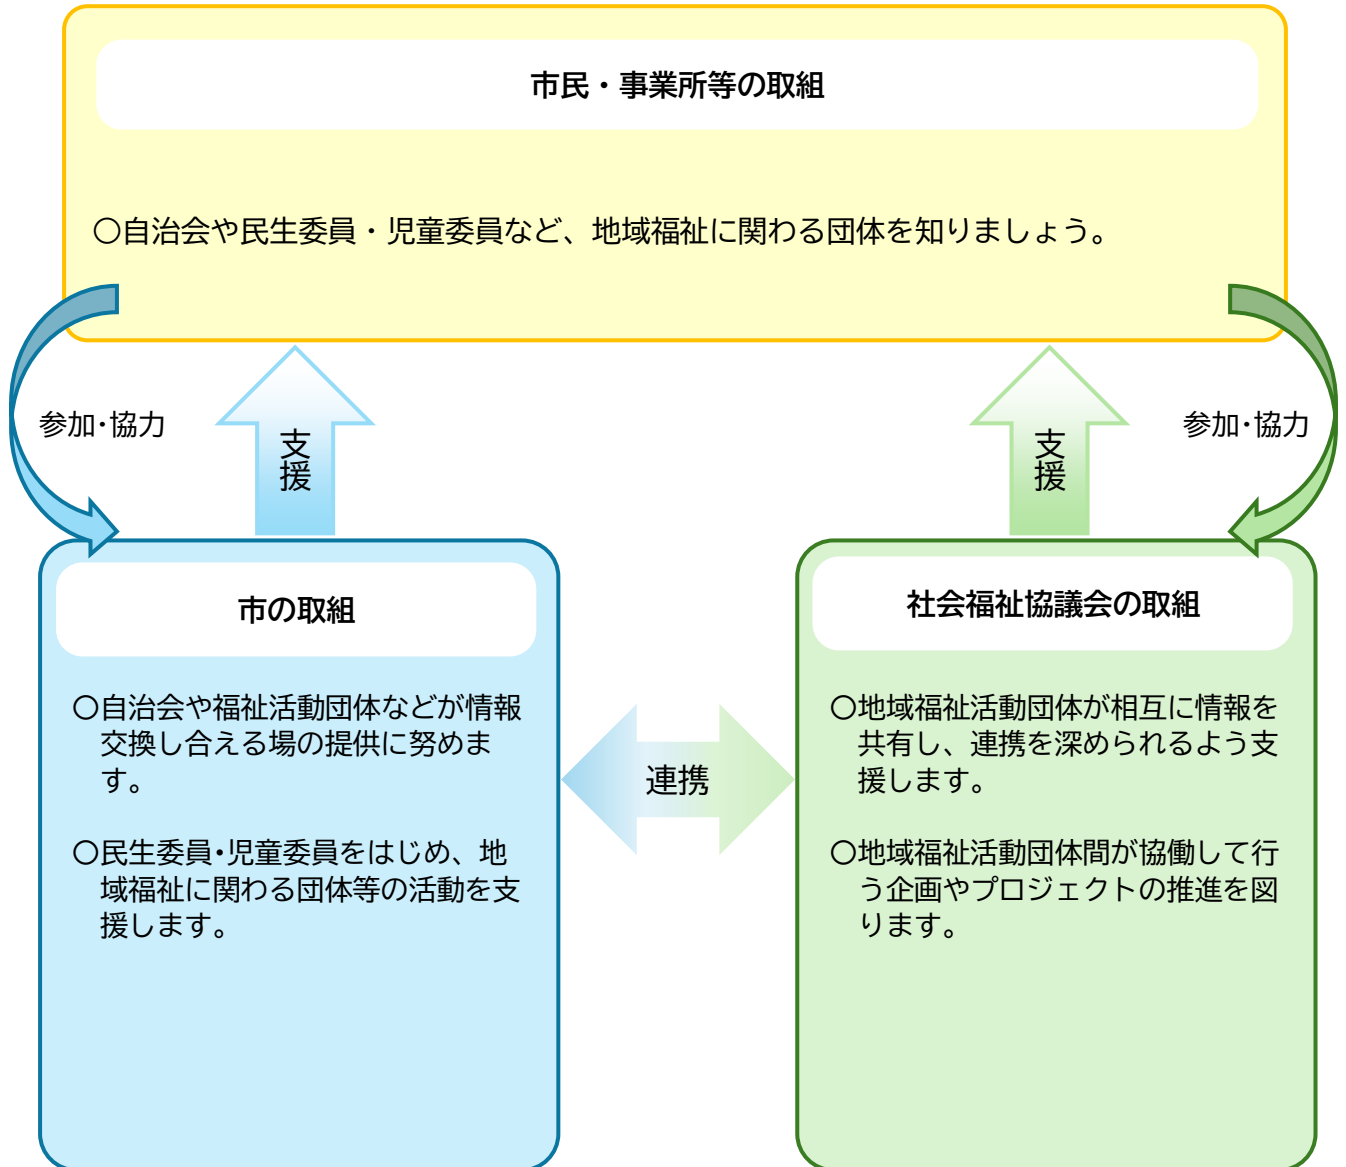 市民・事業所等の取組
〇自治会や民生委員・児童委員など、地域福祉に関わる団体を知りましょう。
参加･協力
支援
支援
参加･協力
市の取組
〇自治会や福祉活動団体などが情報
交換し合える場の提供に努めま
す。
〇民生委員･児童委員をはじめ、地
域福祉に関わる団体等の活動を支
援します。
連携
社会福祉協議会の取組
〇地域福祉活動団体が相互に情報を
共有し、連携を深められるよう支
援します。
〇地域福祉活動団体間が協働して行
う企画やプロジェクトの推進を図
ります。